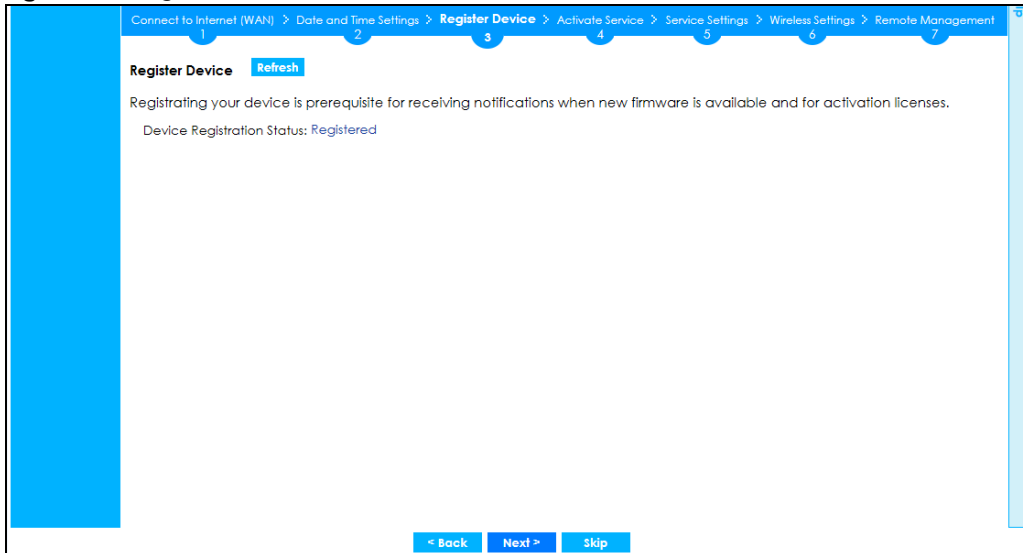 Connect to Internet (WAN) > Date and Time Settings > Register Device > Activate Service > Service Settings > Wireless Settings > Remote Management
1 2 3 4 5 6 7
Register Device Refresh
Registrating your device is prerequisite for receiving notifications when new firmware is available and for activation licenses.
Device Registration Status: Registered
< Back Next > Skip